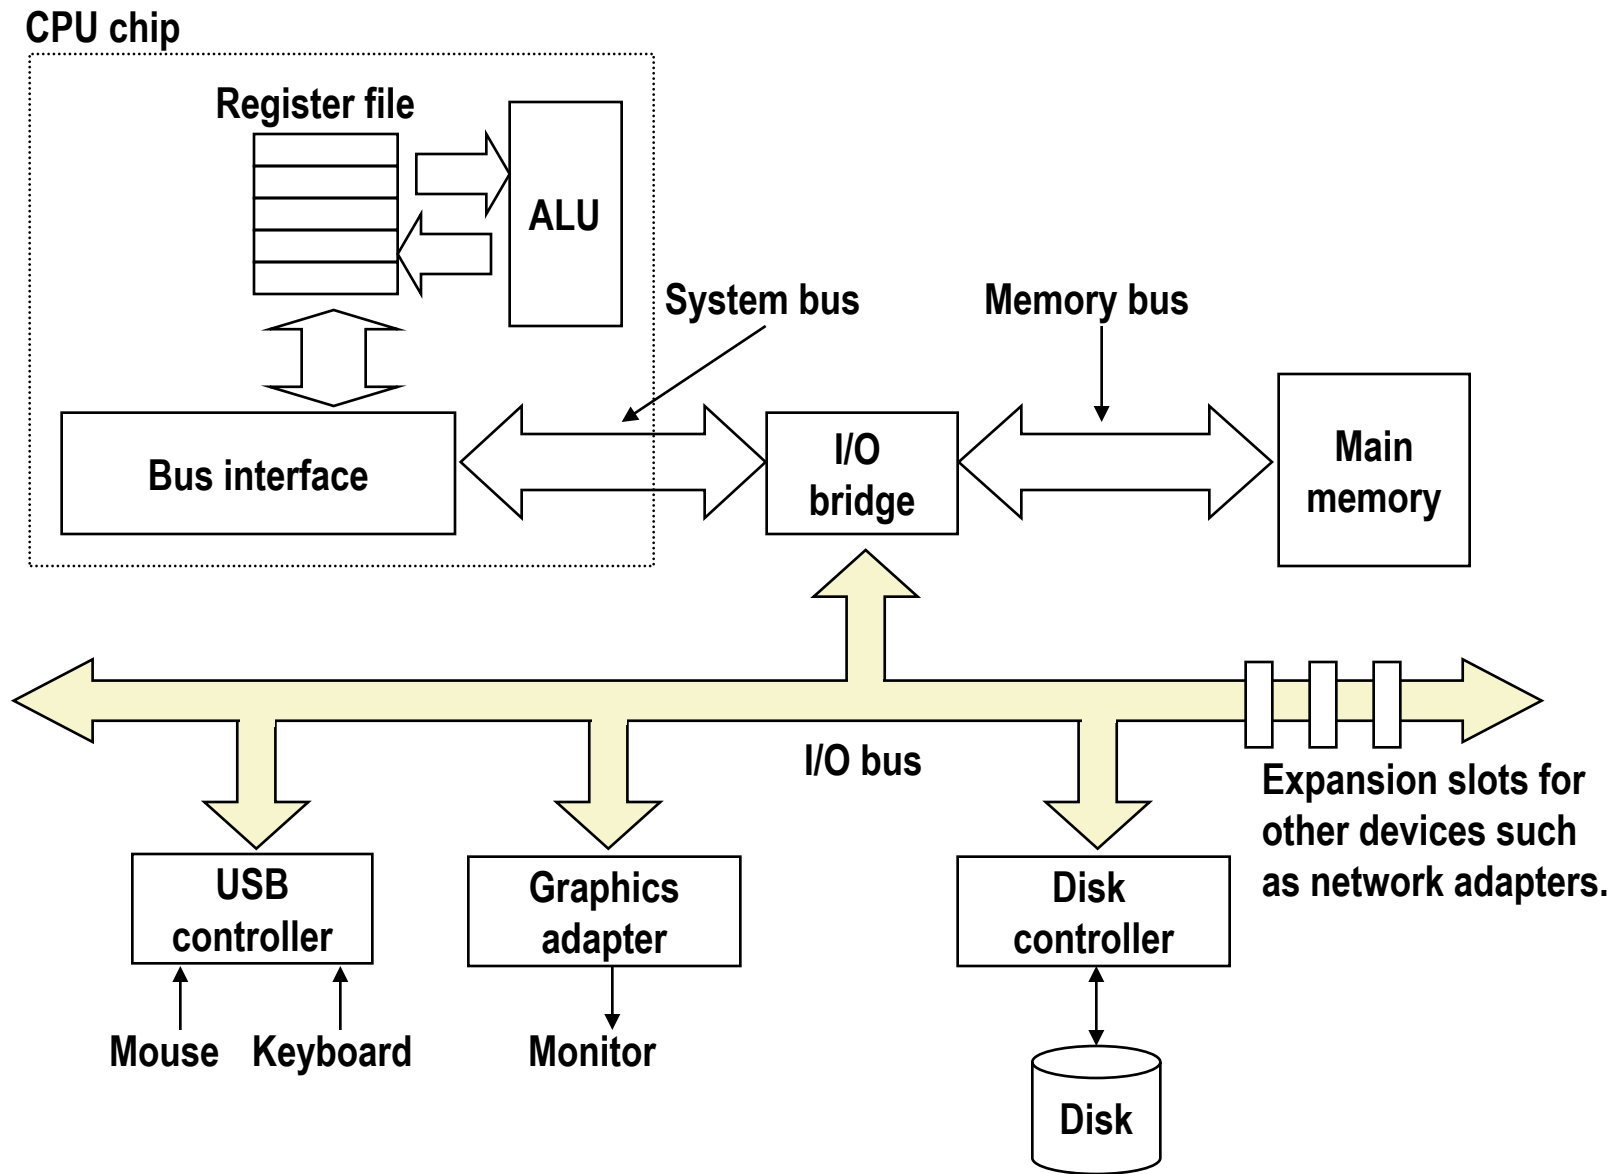 CPU chip
Register file
ALU
System bus
Memory bus
Bus interface
I/O
bridge
Main
memory
I/O bus
Expansion slots for
other devices such
as network adapters.
USB
controller
Graphics
adapter
Disk
controller
Mouse
Keyboard
Monitor
Disk